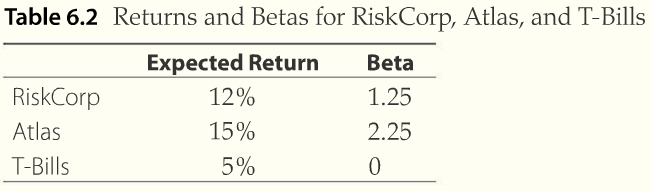 Table 6.2 Returns and Betas for RiskCorp, Atlas, and T-Bills
Expected Return Beta
RiskCorp 12% 1.25
Atlas 15% 2.25
T-Bills 5% 0